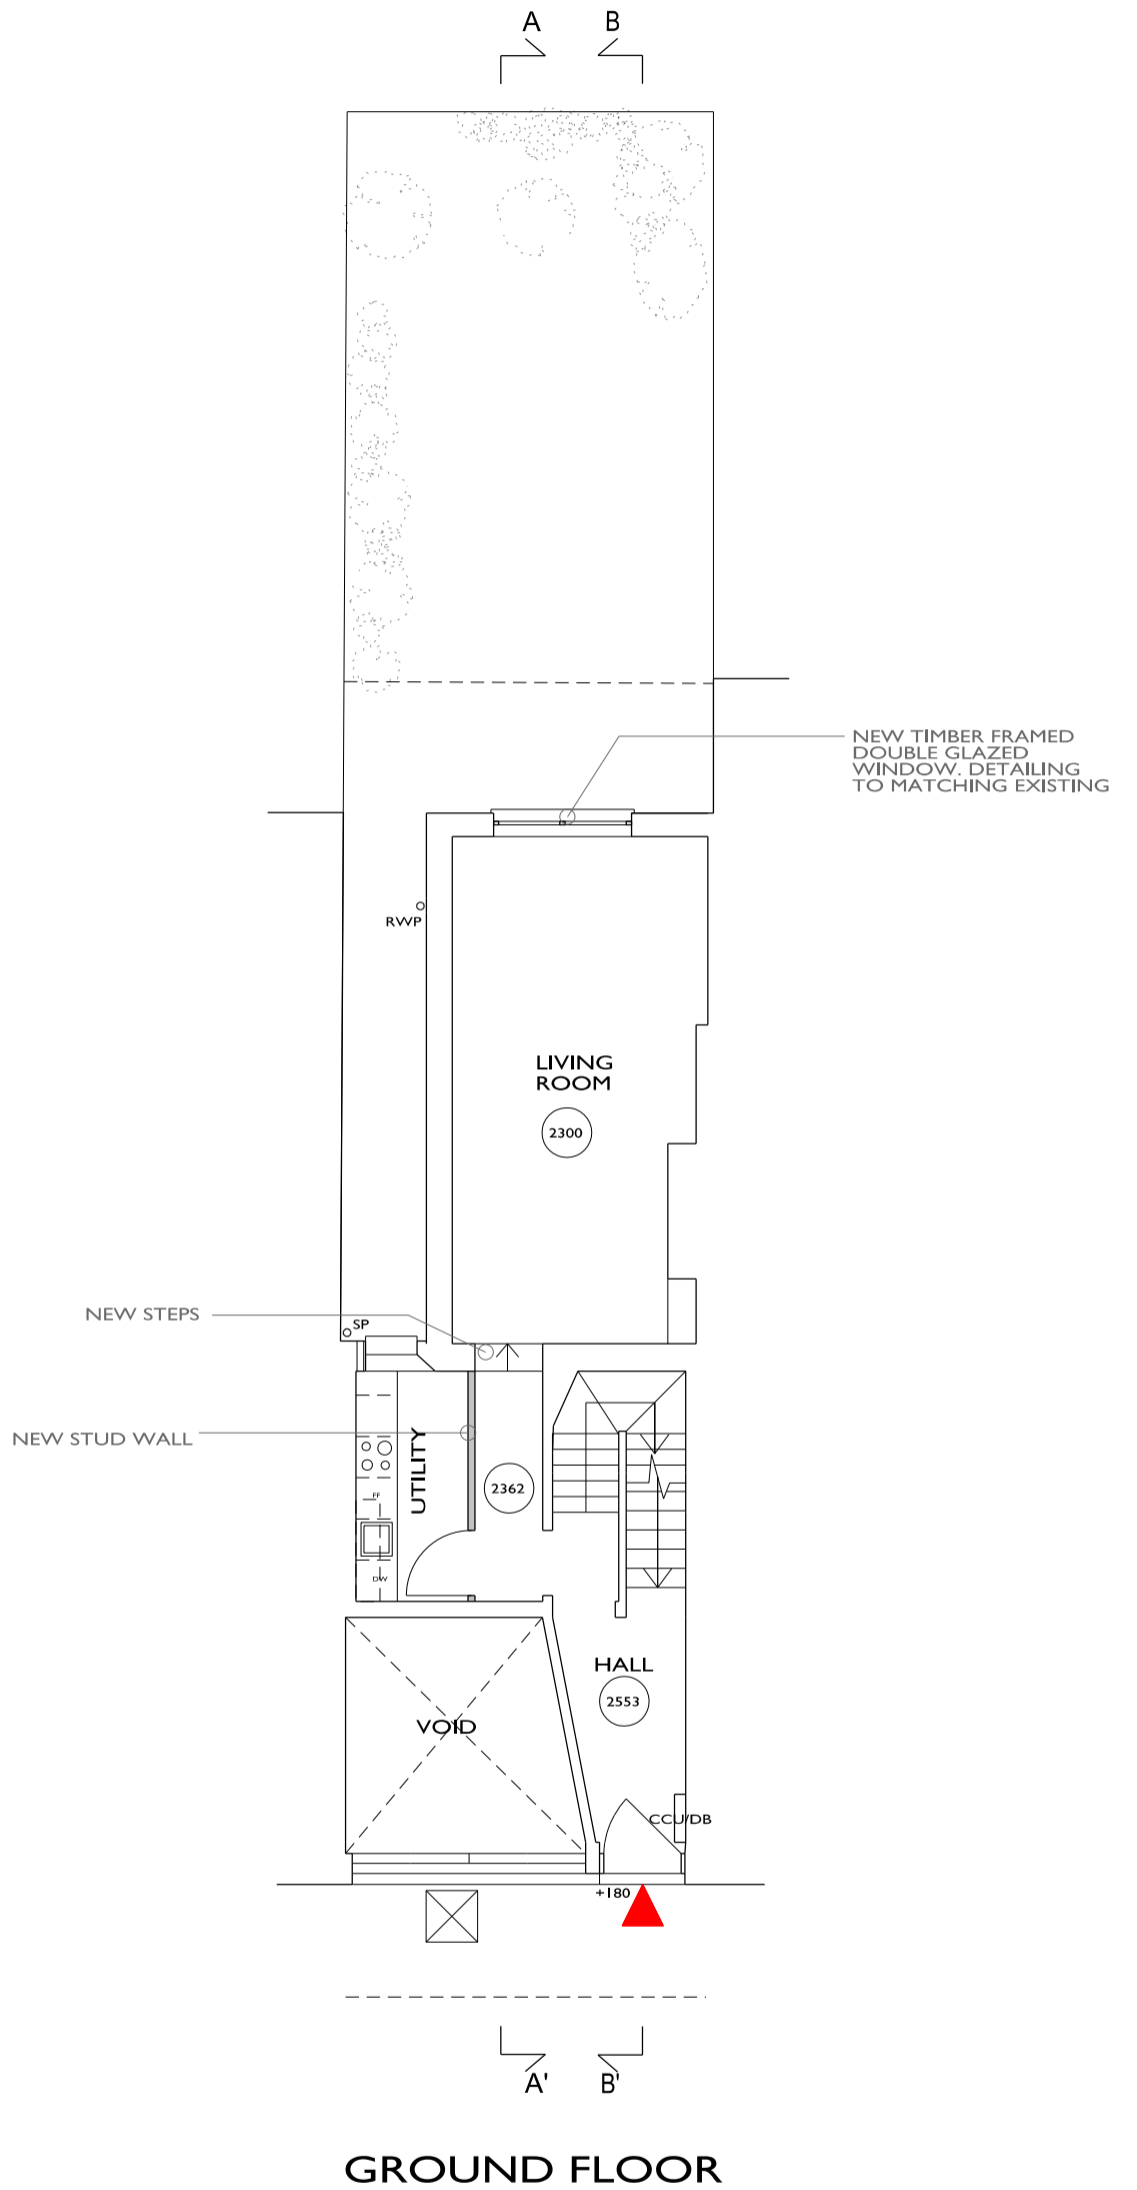 A B
NEW TIMBER FRAMED
DOUBLE GLAZED
WINDOW. DETAILING
TO MATCHING EXISTING
RWP
LIVING
ROOM
2300
NEW STEPS
SP
NEW STUD WALL
UTILITY
2362
FF
DW
HALL
2553
VOID
CCU/DB
+180
A' B'
GROUND FLOOR